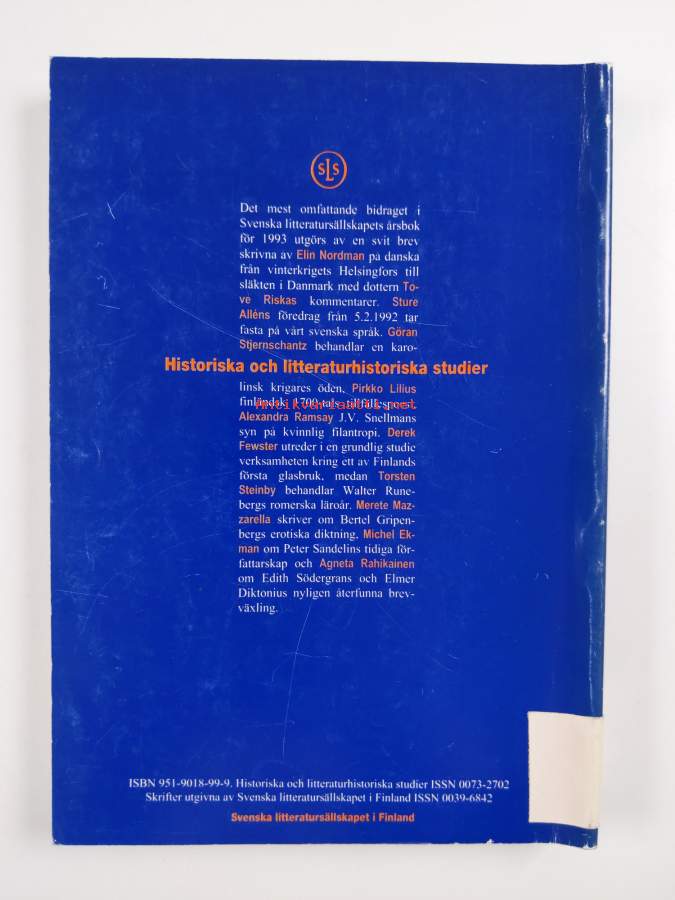 SLS
Det mest omfattande bidraget i
Svenska litteratursällskapets årsbok
för 1993 utgörs av en svit brev
skrivna av Elin Nordman på danska
från vinterkrigets Helsingfors till
släkten i Danmark med dottern To-
ve Riskas kommentarer. Sture
Alléns föredrag från 5.2.1992 tar
fasta på vårt svenska språk. Göran
Stjernschantz behandlar en karo-
Historiska och litteraturhistoriska studier
linsk krigares öden, Pirkko Lilius
finländsk 1700-tals tillfällespoesi,
Antikvariaatti.net
Alexandra Ramsay J.V. Snellmans
syn på kvinnlig filantropi. Derek
Fewster utreder i en grundlig studie
verksamheten kring ett av Finlands
första glasbruk, medan Torsten
Steinby behandlar Walter Rune-
bergs romerska läroår. Merete Maz-
zarella skriver om Bertel Gripen-
bergs erotiska diktning, Michel Ek-
man om Peter Sandelins tidiga för-
fattarskap och Agneta Rahikainen
om Edith Södergrans och Elmer
Diktonius nyligen återfunna brev-
växling.
ISBN 951-9018-99-9. Historiska och litteraturhistoriska studier ISSN 0073-2702
Skrifter utgivna av Svenska litteratursällskapet i Finland ISSN 0039-6842
Svenska litteratursällskapet i Finland